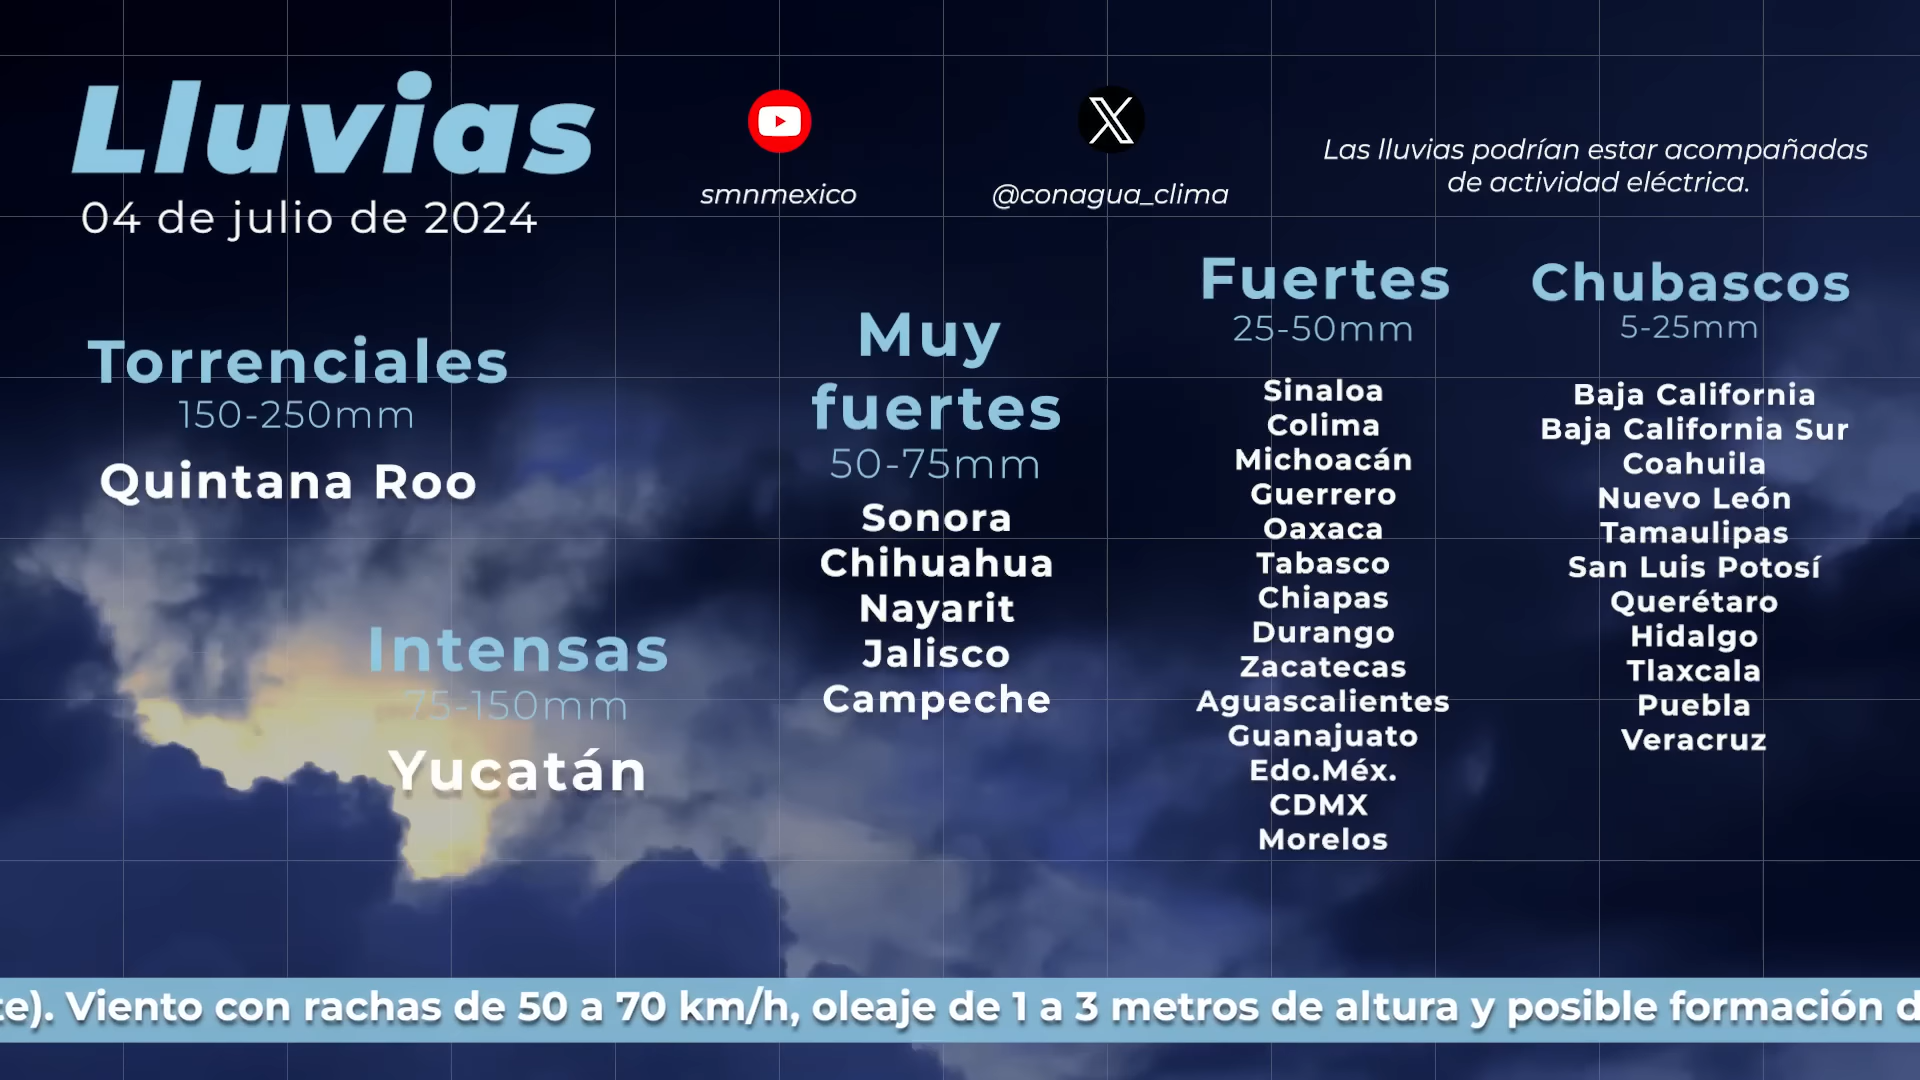 Lluvias
04 de julio de 2024
smnmexico
@conagua_clima
Las lluvias podrían estar acompañadas
de actividad eléctrica.
Torrenciales
150-250mm
Quintana Roo
Intensas
75-150mm
Yucatán
Muy
fuertes
50-75mm
Sonora
Chihuahua
Nayarit
Jalisco
Campeche
Fuertes
25-50mm
Sinaloa
Colima
Michoacán
Guerrero
Oaxaca
Tabasco
Chiapas
Durango
Zacatecas
Aguascalientes
Guanajuato
Edo.Méx.
CDMX
Morelos
Chubascos
5-25mm
Baja California
Baja California Sur
Coahuila
Nuevo León
Tamaulipas
San Luis Potosí
Querétaro
Hidalgo
Tlaxcala
Puebla
Veracruz
te). Viento con rachas de 50 a 70 km/h, oleaje de 1 a 3 metros de altura y posible formación d